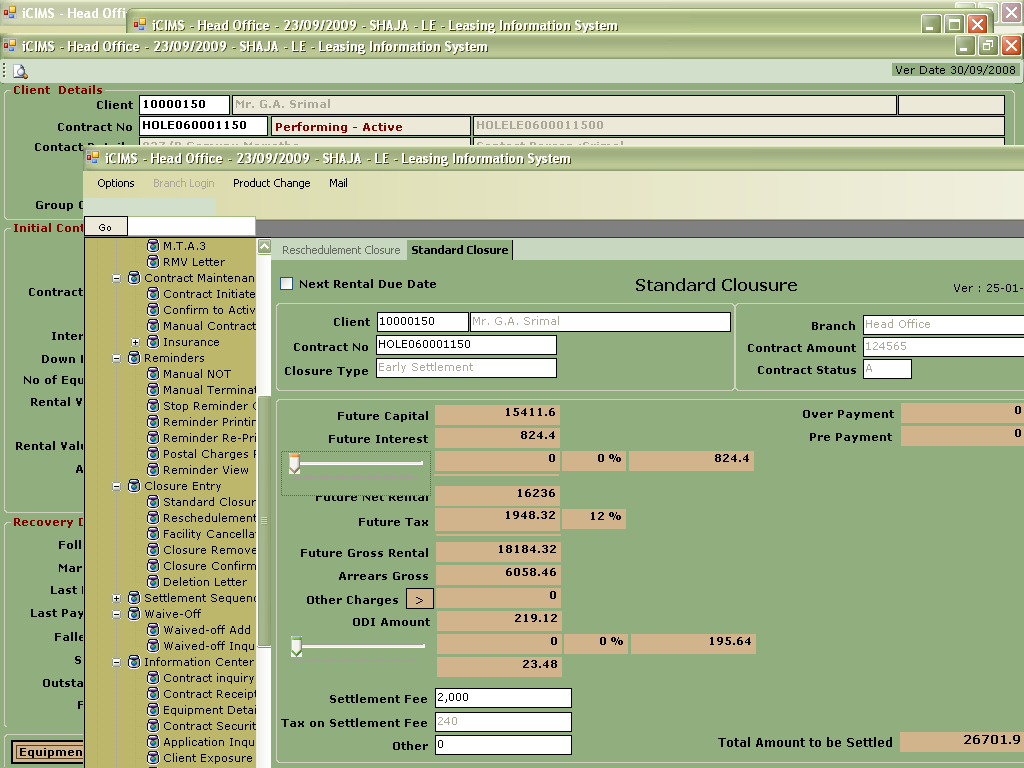 iCIMS - Head Offi
iCIMS - Head Office - 23/09/2009 - SHAJA - LE - Leasing Information System
iCIMS - Head Office - 23/09/2009 - SHAJA - LE - Leasing Information System
Ver Date 30/09/2008
Client Details
Client 10000150 Mr. G.A. Srimal
Contract No HOLE060001150 Performing - Active HOLELE0600011500
iCIMS - Head Office - 23/09/2009 - SHAJA - LE - Leasing Information System
Options Branch Login Product Change Mail
Group C
Go
Initial Cont
Contract
Inter
Down I
No of Equ
Rental V
Rental Valu
A
Recovery D
Foll
Mar
Last I
Last Pay
Falle
S
Outsta
F
Equipmen
M.T.A.3
RMV Letter
Contract Maintenan
Contract Initiate
Confirm to Activ
Manual Contract
Insurance
Reminders
Manual NOT
Manual Terminat
Stop Reminder
Reminder Printin
Reminder Re-Pri
Postal Charges
Reminder View
Closure Entry
Standard Closur
Reschedulement
Facility Cancella
Closure Remove
Closure Confirm
Deletion Letter
Settlement Sequenc
Waive-Off
Waived-off Add
Waived-off Inqu
Information Center
Contract inquiry
Contract Receipt
Equipment Detai
Contract Securit
Application Inqu
Client Exposure
Reschedulement Closure Standard Closure
Next Rental Due Date Standard Clousure Ver : 25-01-
Client 10000150 Mr. G.A. Srimal
Contract No HOLE060001150
Closure Type Early Settlement
Branch Head Office
Contract Amount 124565
Contract Status A
Future Capital 15411.6
Future Interest 824.4
0 0 % 824.4
Future Net Rental 16236
Future Tax 1948.32 12 %
Future Gross Rental 18184.32
Arrears Gross 6058.46
Other Charges > 0
ODI Amount 219.12
0 0 % 195.64
23.48
Settlement Fee 2,000
Tax on Settlement Fee 240
Other 0
Over Payment 0
Pre Payment 0
Total Amount to be Settled 26701.9